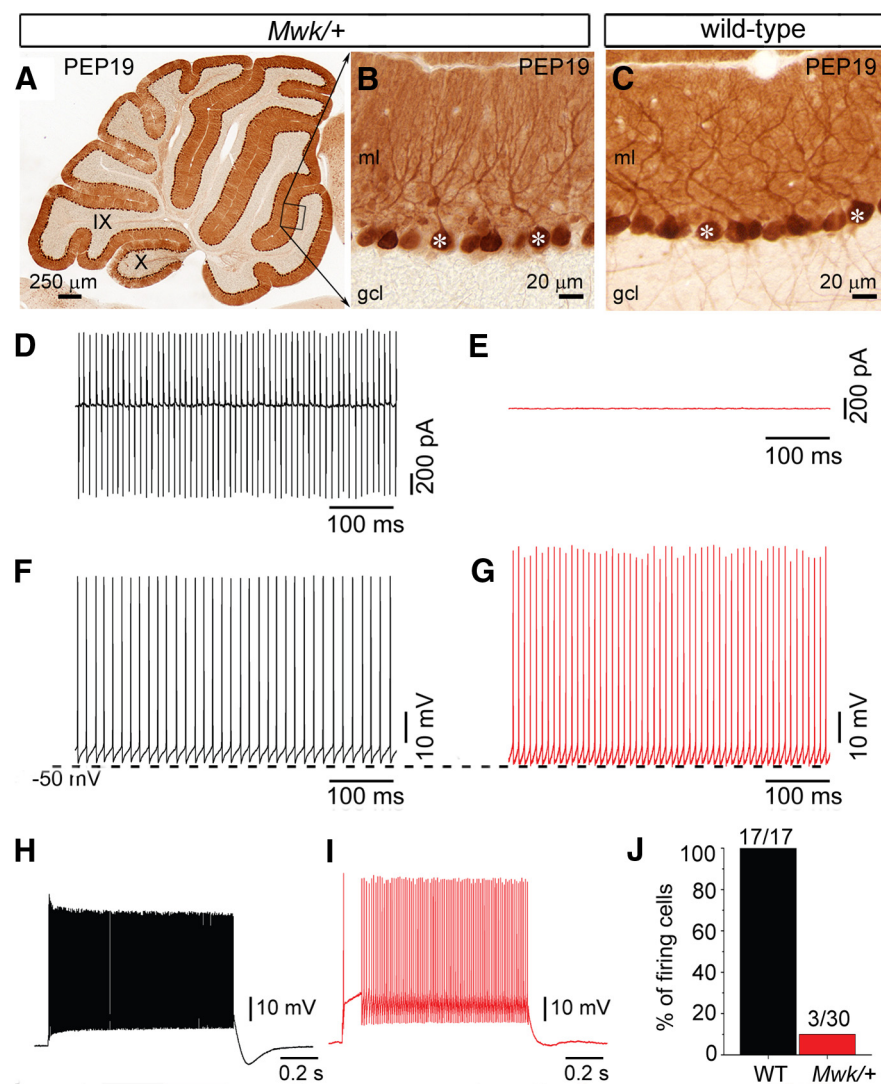 Mwk/+ wild-type
A PEP19 B PEP19 C PEP19
ml ml
IX
X
* * * *
250 µm 20 µm 20 µm
gcl gcl
D E
200 pA 200 pA
100 ms 100 ms
F G
10 mV 10 mV
-50 mV
100 ms 100 ms
H I J
17/17
100
80
60
40
20
0
% of firing cells
3/30
10 mV 10 mV
0.2 s 0.2 s
WT Mwk/+